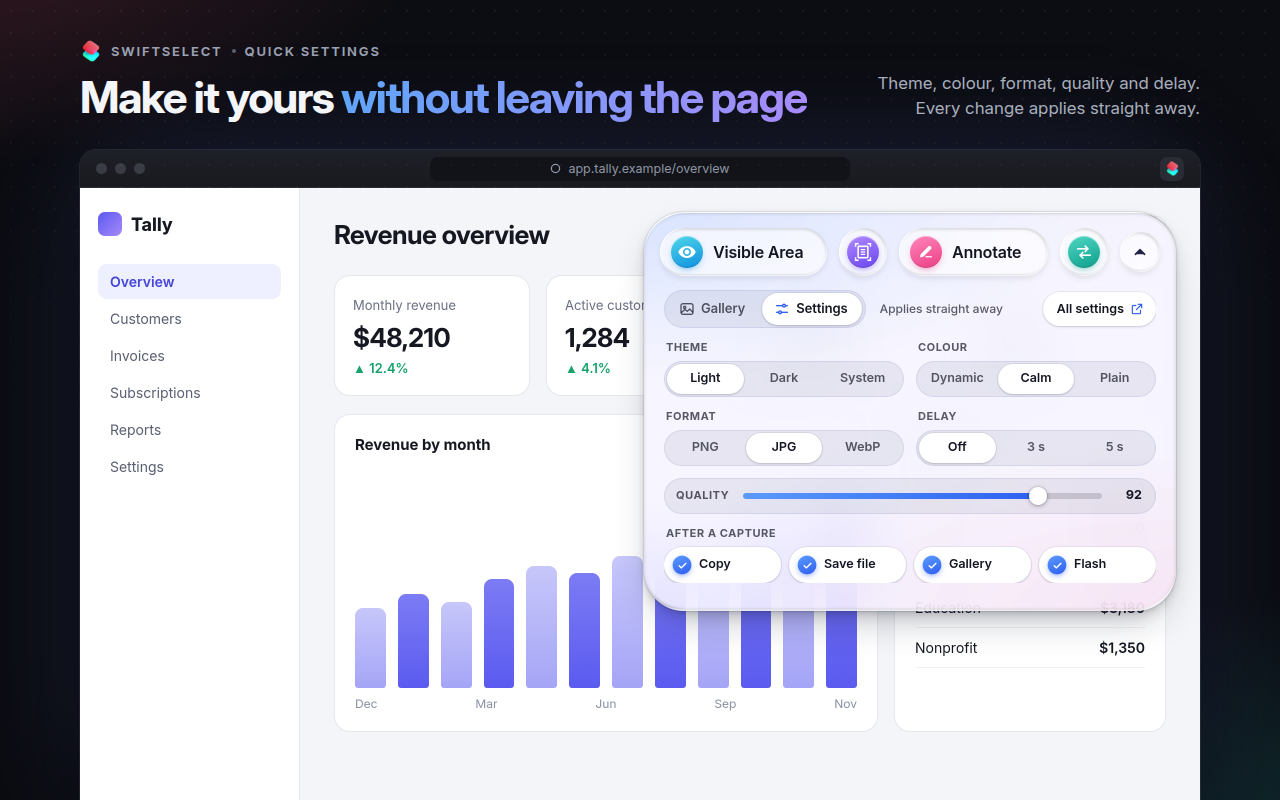 SWIFTSELECT • QUICK SETTINGS
Make it yours without leaving the page
Theme, colour, format, quality and delay.
Every change applies straight away.
app.tally.example/overview
Tally
Overview
Customers
Invoices
Subscriptions
Reports
Settings
Revenue overview
Monthly revenue
$48,210
▲ 12.4%
Active custor
1,284
▲ 4.1%
Revenue by month
Dec Mar Jun Sep Nov
Visible Area
Annotate
Gallery Settings Applies straight away All settings
THEME
Light Dark System
COLOUR
Dynamic Calm Plain
FORMAT
PNG JPG WebP
DELAY
Off 3 s 5 s
QUALITY 92
AFTER A CAPTURE
Copy Save file Gallery Flash
Education $3,180
Nonprofit $1,350